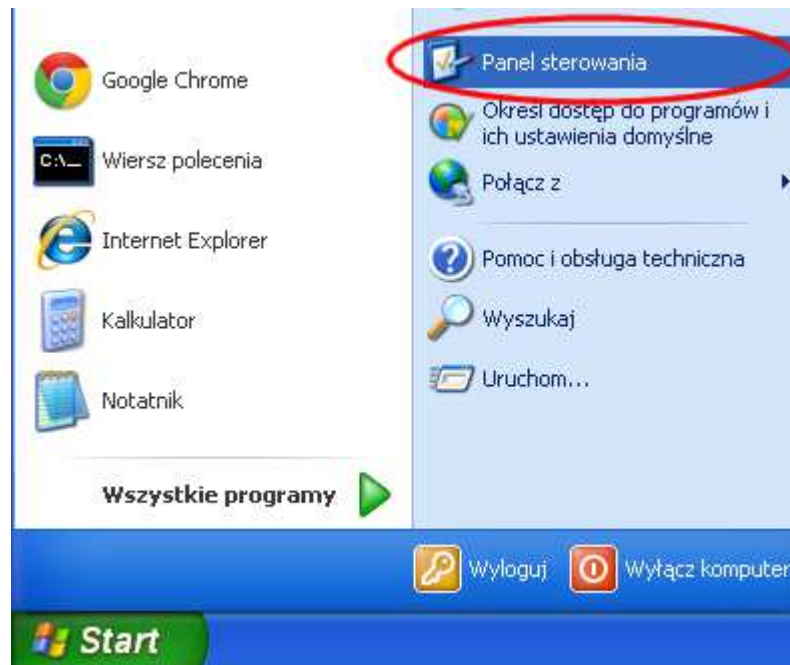 Google Chrome
C:\_
Wiersz polecenia
Internet Explorer
Kalkulator
Notatnik
Wszystkie programy
Panel sterowania
Określ dostęp do programów i
ich ustawienia domyślne
Połącz z
Pomoc i obsługa techniczna
Wyszukaj
Uruchom...
Wyloguj
Wyłącz komputer
Start